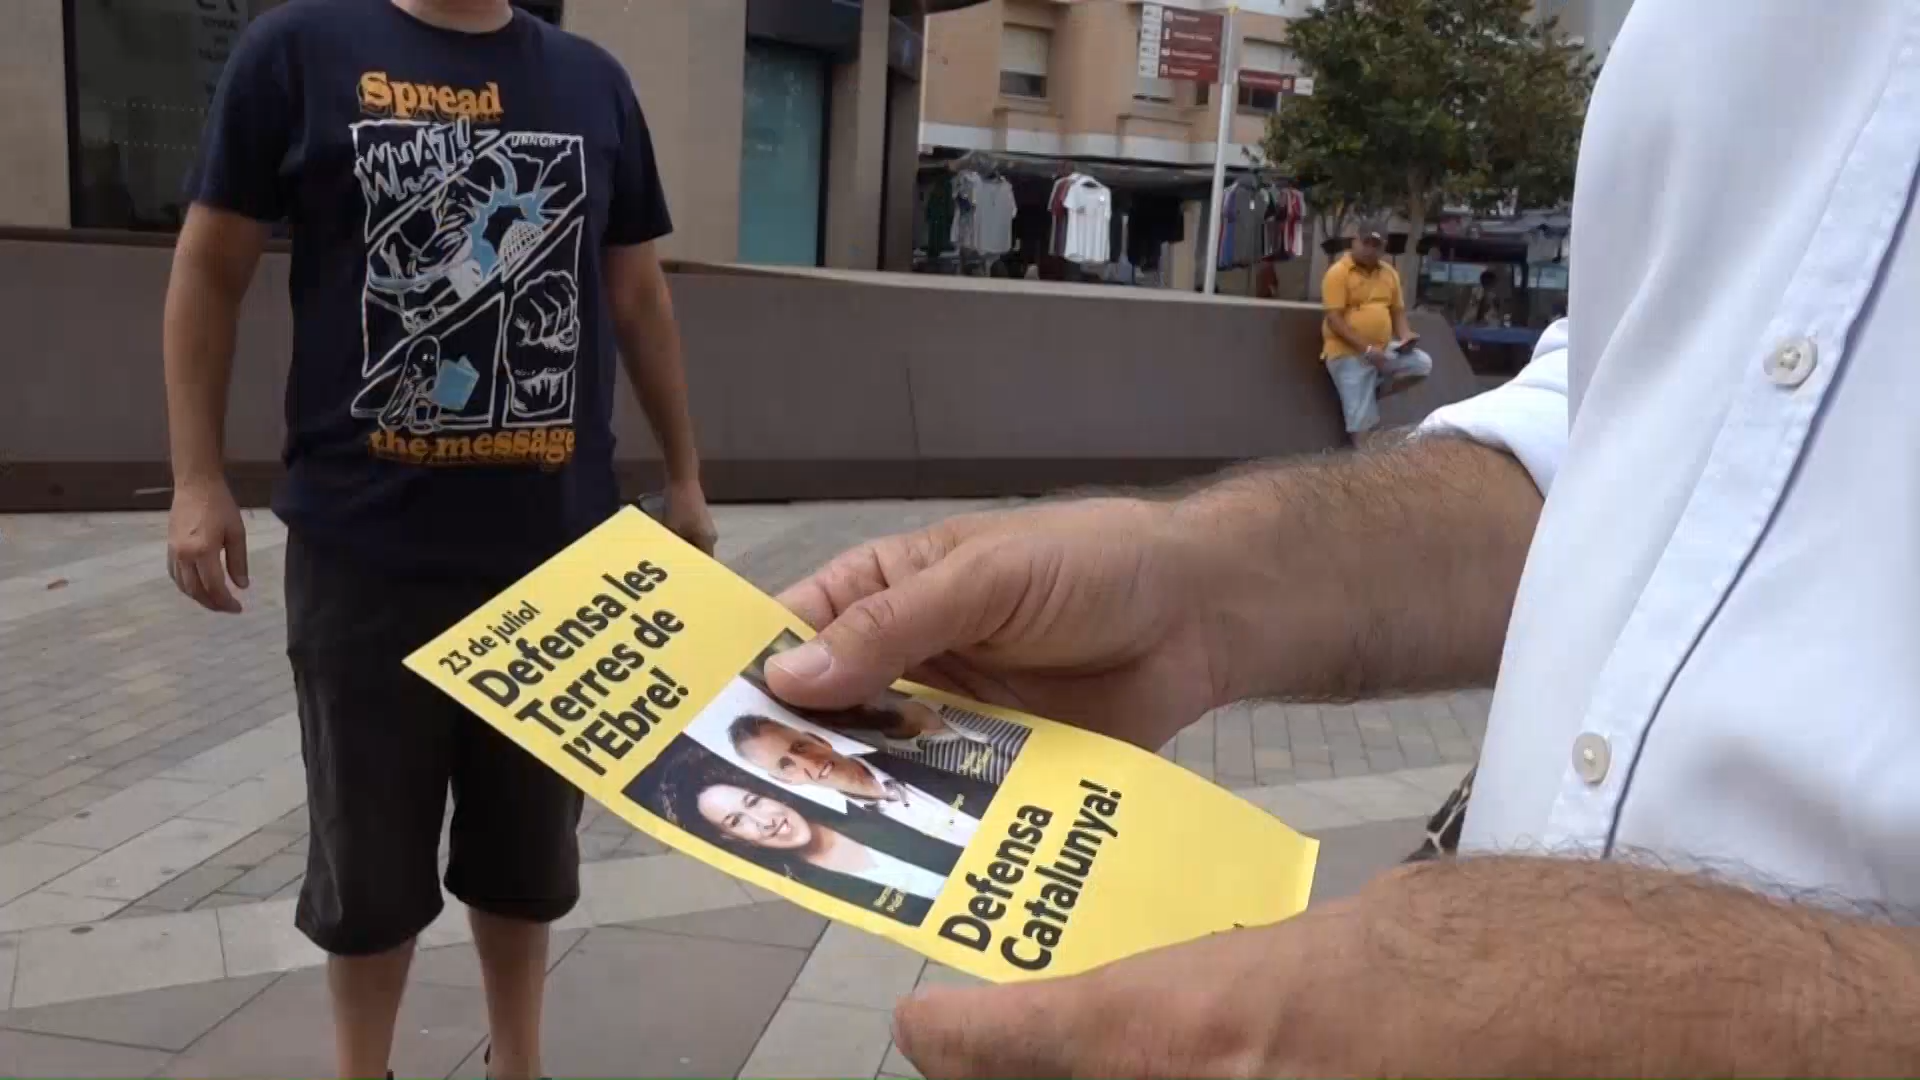 Spread
WHAT!?
the message
23 de juliol
Defensa les
Terres de
l'Ebre!
Defensa
Catalunya!